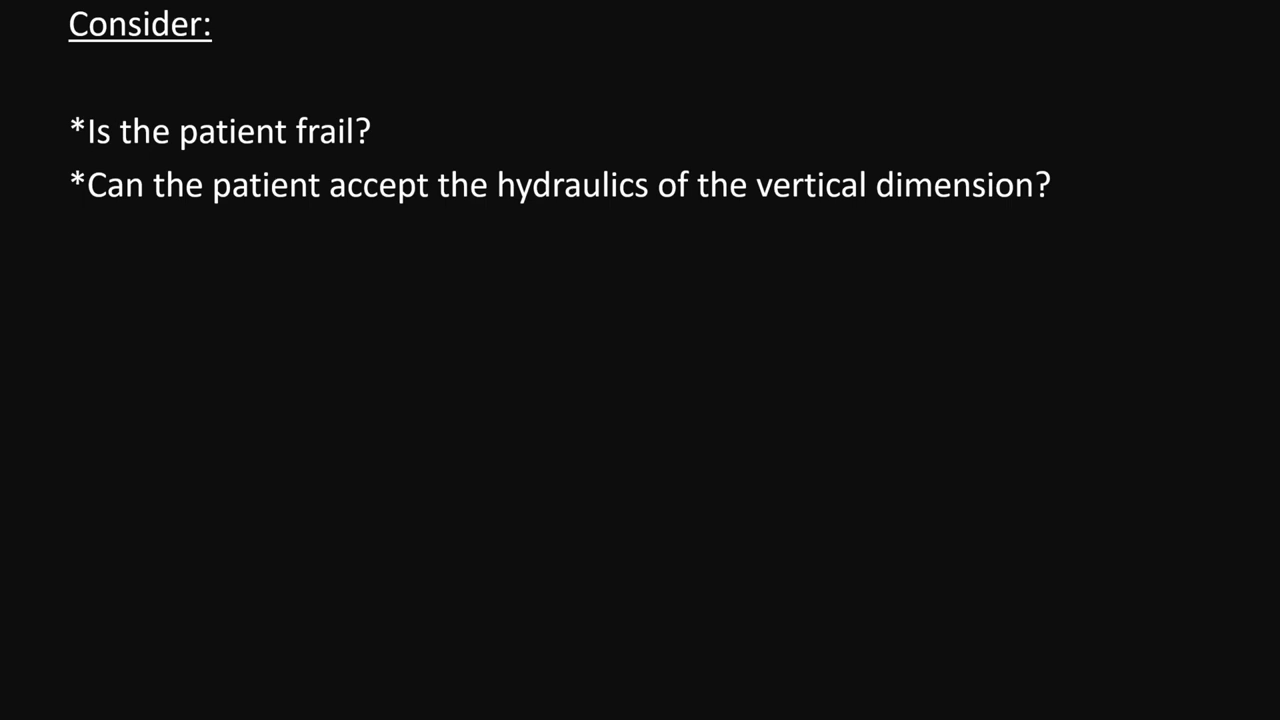 Consider:
*Is the patient frail?
*Can the patient accept the hydraulics of the vertical dimension?